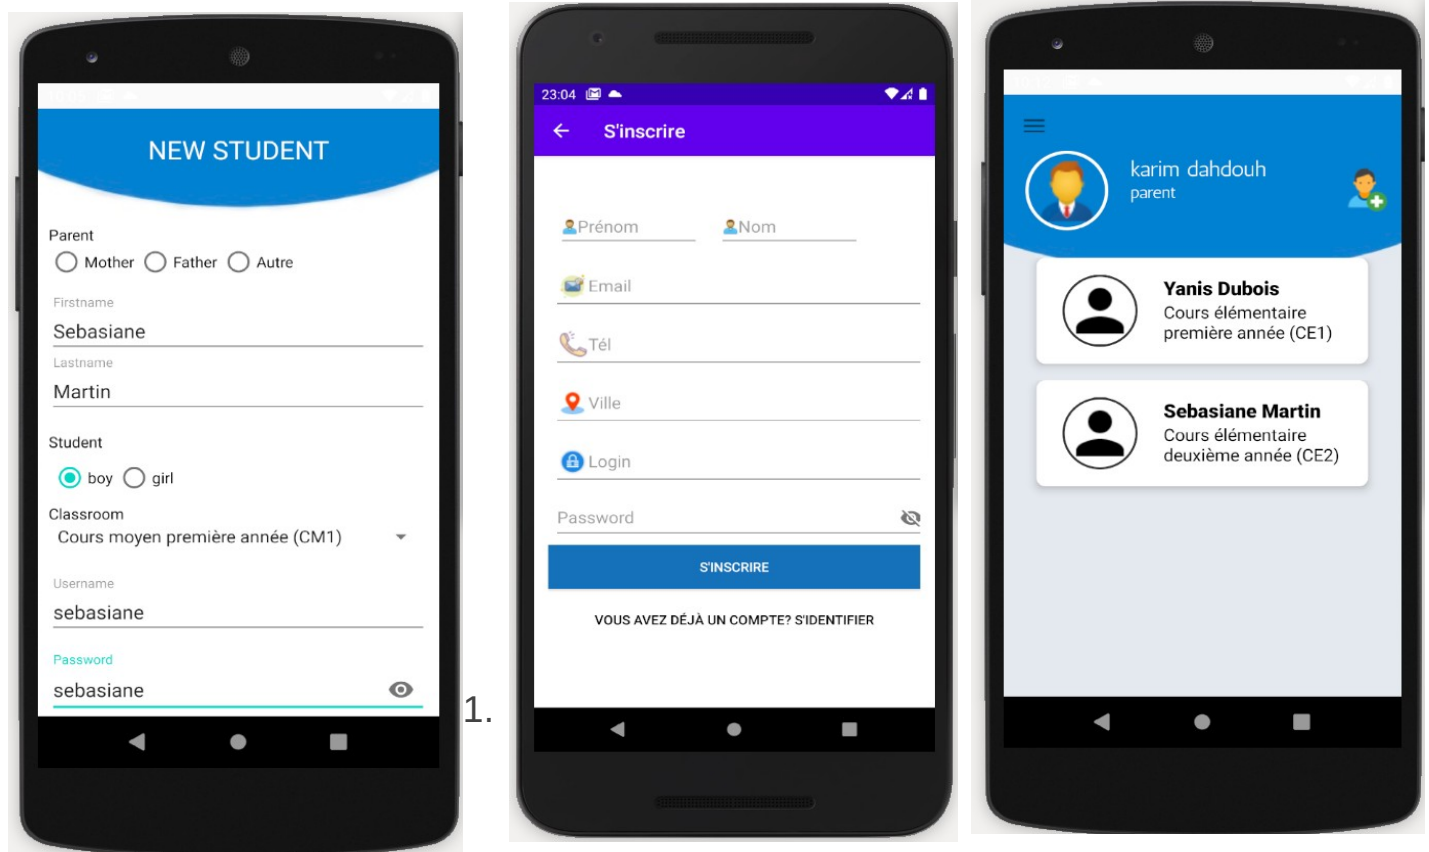 NEW STUDENT
Parent
Mother Father Autre
Firstname
Sebasiane
Lastname
Martin
Student
boy girl
Classroom
Cours moyen première année (CM1)
Username
sebasiane
Password
sebasiane
1.
23:04
S'inscrire
Prénom Nom
Email
Tél
Ville
Login
Password
S'INSCRIRE
VOUS AVEZ DÉJÀ UN COMPTE? S'IDENTIFIER
karim dahdouh
parent
Yanis Dubois
Cours élémentaire
première année (CE1)
Sebasiane Martin
Cours élémentaire
deuxième année (CE2)